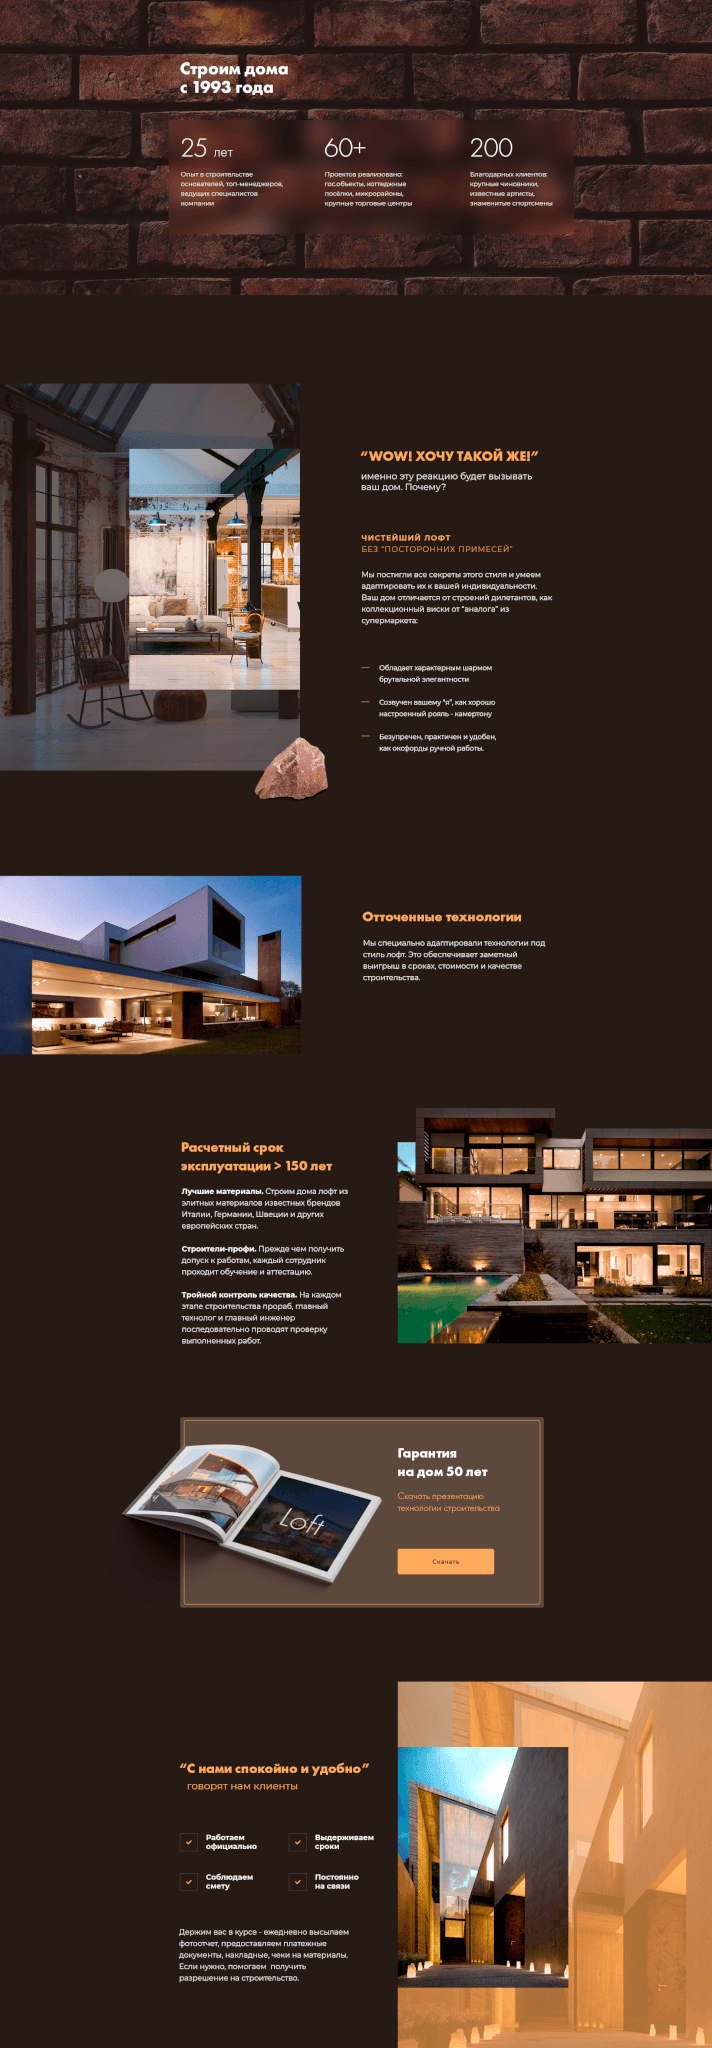 Строим дома
с 1993 года
25 лет
Опыт в строительстве
основателей, топ-менеджеров,
ведущих специалистов
компании
60+
Проектов реализовано:
гос.объекты, коттеджные
посёлки, микрорайоны,
крупные торговые центры
200
Благодарных клиентов:
крупные чиновники,
известные артисты,
знаменитые спортсмены
“WOW! ХОЧУ ТАКОЙ ЖЕ!”
именно эту реакцию будет вызывать
ваш дом. Почему?
ЧИСТЕЙШИЙ ЛОФТ
БЕЗ “ПОСТОРОННИХ ПРИМЕСЕЙ”
Мы постигли все секреты этого стиля и умеем
адаптировать их к вашей индивидуальности.
Ваш дом отличается от строений дилетантов, как
коллекционный виски от “аналога” из
супермаркета:
Обладает характерным шармом
брутальной элегантности
Созвучен вашему “я”, как хорошо
настроенный рояль - камертону
Безупречен, практичен и удобен,
как оксфорды ручной работы.
Отточенные технологии
Мы специально адаптировали технологии под
стиль лофт. Это обеспечивает заметный
выигрыш в сроках, стоимости и качестве
строительства.
Расчетный срок
эксплуатации > 150 лет
Лучшие материалы. Строим дома лофт из
элитных материалов известных брендов
Италии, Германии, Швеции и других
европейских стран.
Строители-профи. Прежде чем получить
допуск к работам, каждый сотрудник
проходит обучение и аттестацию.
Тройной контроль качества. На каждом
этапе строительства прораб, главный
технолог и главный инженер
последовательно проводят проверку
выполненных работ.
Loft
Гарантия
на дом 50 лет
Скачать презентацию
технологии строительства
Скачать
“С нами спокойно и удобно”
говорят нам клиенты
Работаем
официально
Выдерживаем
сроки
Соблюдаем
смету
Постоянно
на связи
Держим вас в курсе - ежедневно высылаем
фотоотчет, предоставляем платежные
документы, накладные, чеки на материалы.
Если нужно, помогаем получить
разрешение на строительство.